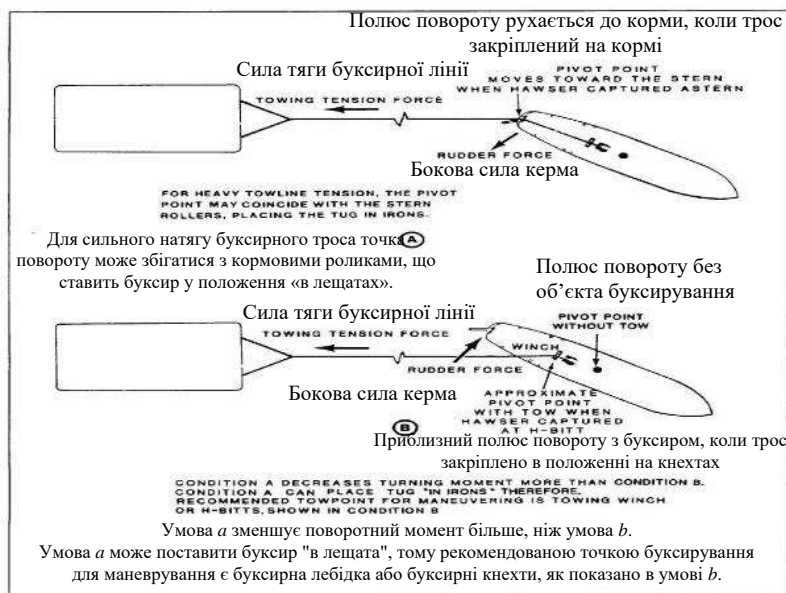 Полюс повороту рухається до корми, коли трос
закріплений на кормі
PIVOT POINT
MOVES TOWARD THE STERN
WHEN HAWSER CAPTURED ASTERN
Сила тяги буксирної лінії
TOWING TENSION FORCE
RUDDER FORCE
Бокова сила керма
FOR HEAVY TOWLINE TENSION, THE PIVOT
POINT MAY COINCIDE WITH THE STERN
ROLLERS, PLACING THE TUG IN IRONS.
Для сильного натягу буксирного троса точка
A
повороту може збігатися з кормовими роликами, що
ставить буксир у положення «в лещатах».
Полюс повороту без
об’єкта буксирування
PIVOT POINT
WITHOUT TOW
Сила тяги буксирної лінії
TOWING TENSION FORCE
WINCH
RUDDER FORCE
Бокова сила керма
APPROXIMATE
PIVOT POINT
WITH TOW WHEN
HAWSER CAPTURED
AT H-BITT
B
Приблизний полюс повороту з буксиром, коли трос
закріплено в положенні на кнехтах
CONDITION A DECREASES TURNING MOMENT MORE THAN CONDITION B.
CONDITION A CAN PLACE TUG "IN IRONS" THEREFORE,
RECOMMENDED TOWPOINT FOR MANEUVERING IS TOWING WINCH
OR H-BITTS, SHOWN IN CONDITION B
Умова a зменшує поворотний момент більше, ніж умова b.
Умова a може поставити буксир "в лещата", тому рекомендованою точкою буксирування
для маневрування є буксирна лебідка або буксирні кнехти, як показано в умові b.